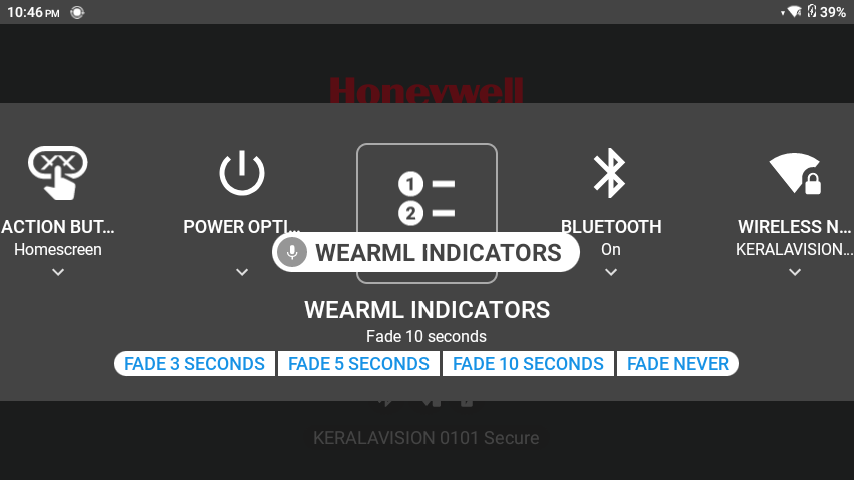 10:46 PM
39%
Honeywell
1
2
ACTION BUT...
Homescreen
POWER OPTI...
BLUETOOTH
On
WIRELESS N...
KERALAVISION...
WEARML INDICATORS
WEARML INDICATORS
Fade 10 seconds
FADE 3 SECONDS
FADE 5 SECONDS
FADE 10 SECONDS
FADE NEVER
KERALAVISION 0101 Secure